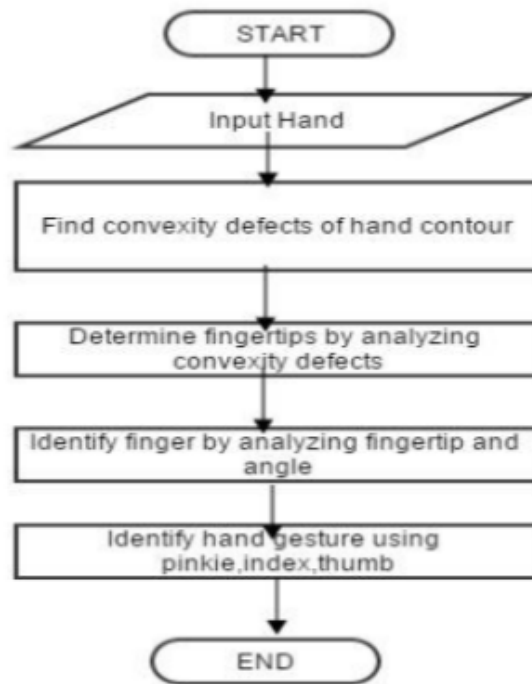 START
Input Hand
Find convexity defects of hand contour
Determine fingertips by analyzing
convexity defects
Identify finger by analyzing fingertip and
angle
Identify hand gesture using
pinkie,index,thumb
END